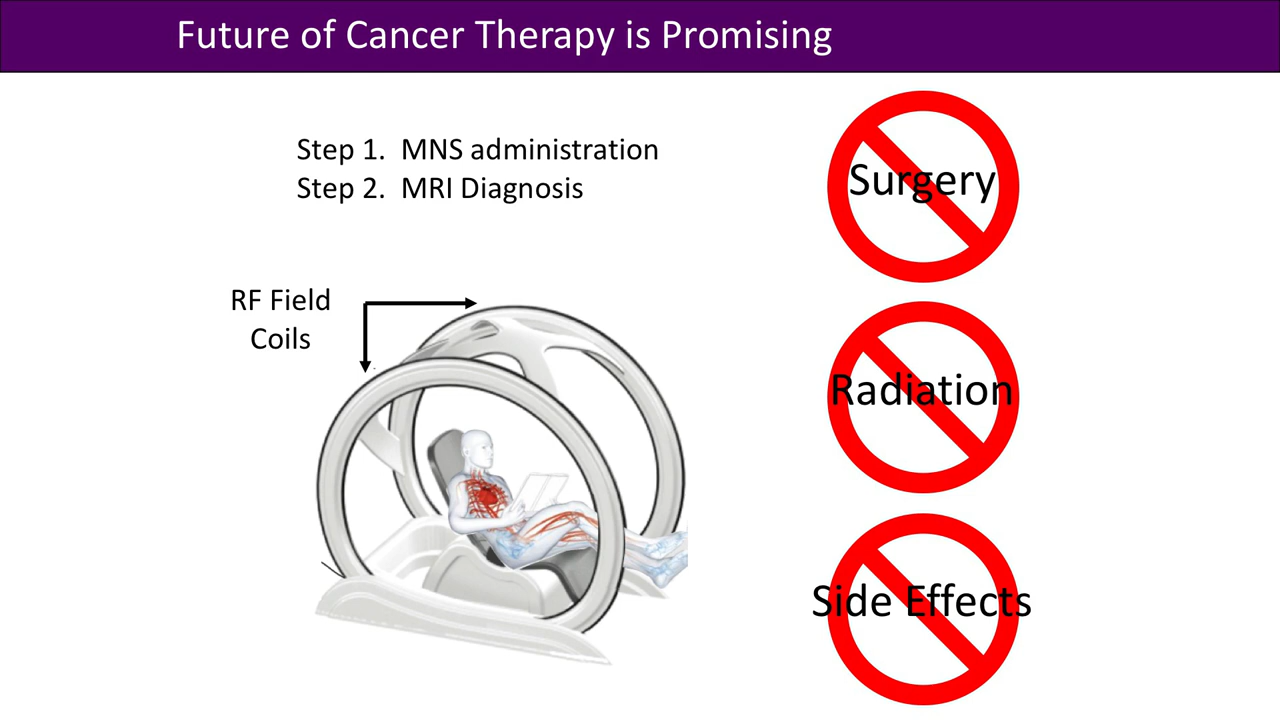 Future of Cancer Therapy is Promising
Step 1. MNS administration
Step 2. MRI Diagnosis
RF Field
Coils
Surgery
Radiation
Side Effects